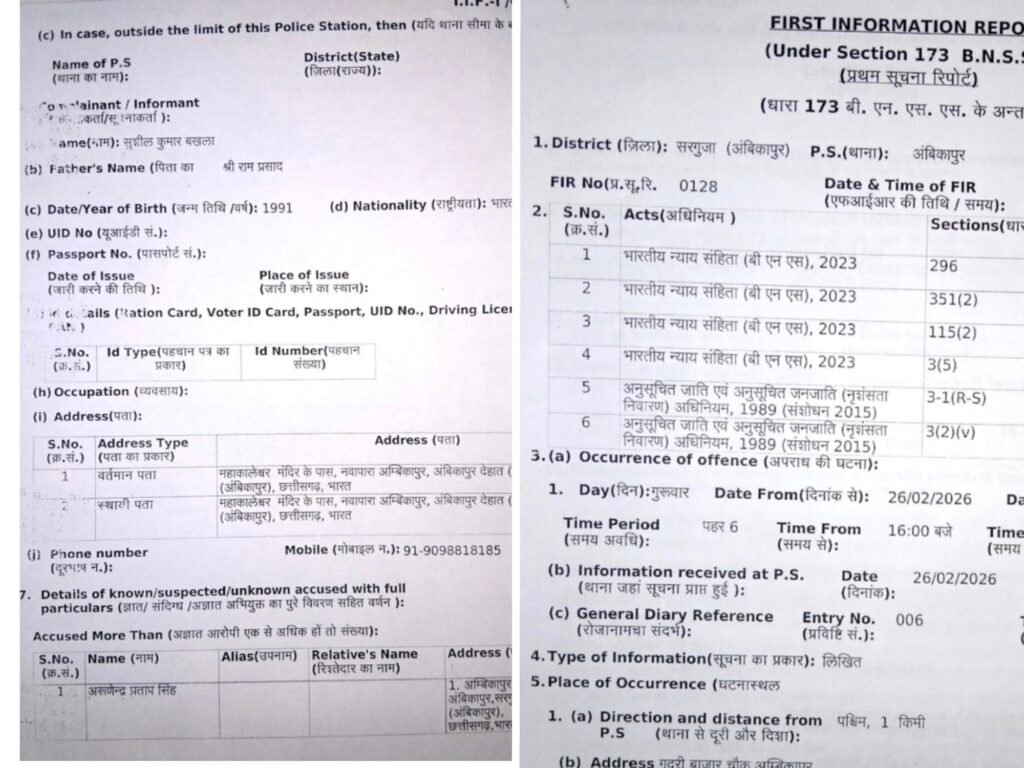 (c) In case, outside the limit of this Police Station, then (यदि थाना सीमा के
Name of P.S
(थाना का नाम):
District(State)
(ज़िला(राज्य)):
/ Informant
ame(नाम): सुशील कुमार बखला
(b) Father's Name (पिता का श्री राम प्रसाद
(c) Date/Year of Birth (जन्म तिथि /वर्ष): 1991 (d) Nationality (राष्ट्रीयता):
(e) UID No (यूआईडी सं.):
(f) Passport No. (पासपोर्ट सं.):
Date of Issue
(जारी करने की तिथि ):
Place of Issue
(जारी करने का स्थान):
(Ration Card, Voter ID Card, Passport, UID No., Driving
S.No.
(क्र.सं.)
Id Type(पहचान पत्र का
प्रकार)
Id Number(पहचान
संख्या)
(h) Occupation (व्यवसाय):
(i) Address(पता):
S.No.
(क्र.सं.)
Address Type
(पता का प्रकार)
Address (पता)
1 वर्तमान पता महाकालेश्वर मंदिर के पास, नवापारा अम्बिकापुर, अंबिकापुर देहात (
(अंबिकापुर), छत्तीसगढ़, भारत
2 स्थायी पता महाकालेश्वर मंदिर के पास, नवापारा अम्बिकापुर, अंबिकापुर देहात (
(अंबिकापुर), छत्तीसगढ़, भारत
(j) Phone number
(दूरभाष न.):
Mobile (मोबाइल न.): 91-9098818185
7. Details of known/suspected/unknown accused with full
particulars (ज्ञात/ संदिग्ध /अज्ञात अभियुक्त का पुरे विवरण सहित वर्णन ):
Accused More Than (अज्ञात आरोपी एक से अधिक हों तो संख्या):
S.No.
(क्र.सं.)
Name (नाम)
Alias(उपनाम)
Relative's Name
(रिश्तेदार का नाम)
Address
1 अरूणेन्द्र प्रताप सिंह
1. अम्बिकापुर
अंबिकापुर,
(अंबिकापुर),
छत्तीसगढ़,
FIRST INFORMATION REPO
(Under Section 173 B.N.S.S
(प्रथम सूचना रिपोर्ट)
(धारा 173 बी. एन. एस. एस. के
1. District (ज़िला): सरगुजा (अंबिकापुर) P.S.(थाना): अंबिकापुर
FIR No(प्र.सू.रि. 0128
Date & Time of FIR
(एफआईआर की तिथि / समय):
2. S.No.
(क्र.सं.)
Acts(अधिनियम )
Sections(
1 भारतीय न्याय संहिता (बी एन एस), 2023 296
2 भारतीय न्याय संहिता (बी एन एस), 2023 351(2)
3 भारतीय न्याय संहिता (बी एन एस), 2023 115(2)
4 भारतीय न्याय संहिता (बी एन एस), 2023 3(5)
5 अनुसूचित जाति एवं अनुसूचित जनजाति (नृशंसता
निवारण) अधिनियम, 1989 (संशोधन 2015) 3-1(R-S)
6 अनुसूचित जाति एवं अनुसूचित जनजाति (नृशंसता
निवारण) अधिनियम, 1989 (संशोधन 2015) 3(2)(v)
3. (a) Occurrence of offence (अपराध की घटना):
1. Day(दिन):गुरूवार Date From(दिनांक से): 26/02/2026
Time Period
(समय अवधि):
पहर 6
Time From
(समय से):
16:00 बजे
Time
(समय
(b) Information received at P.S.
(थाना जहां सूचना प्राप्त हुई ):
Date
(दिनांक):
26/02/2026
(c) General Diary Reference
(रोजानामचा संदर्भ):
Entry No.
(प्रविष्टि सं.):
006
4. Type of Information(सूचना का प्रकार): लिखित
5. Place of Occurrence (घटनास्थल
1. (a) Direction and distance from
P.S (थाना से दूरी और दिशा):
पश्चिम, 1 किमी
(b) Address गुदरी बाजार चौक अम्बिकापुर